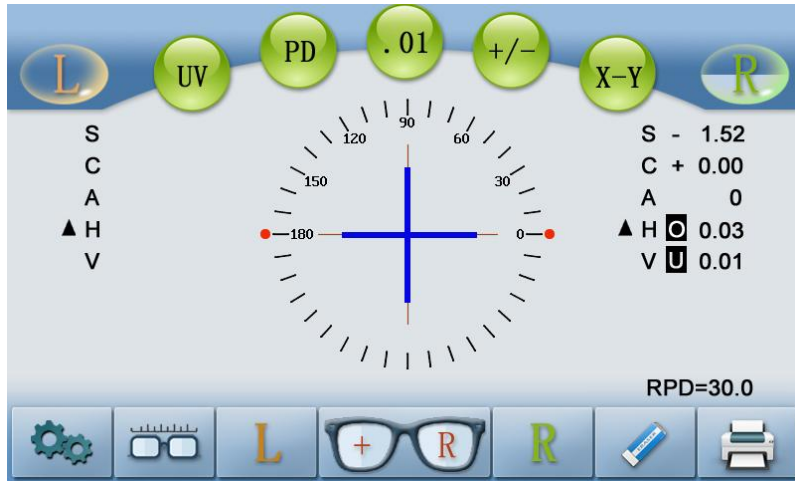 L UV PD .01 +/- X-Y R
S
C
A
▲ H
V
90
120 60
150 30
180 0
S - 1.52
C + 0.00
A 0
▲ H O 0.03
V U 0.01
RPD=30.0
L + R R